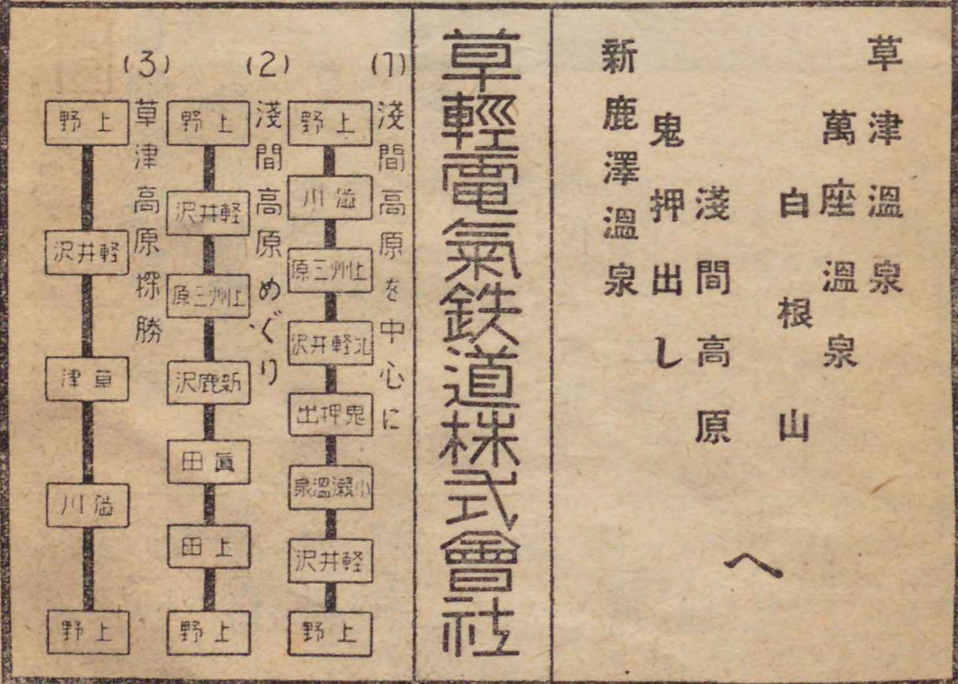 草津温泉
萬座温泉
白根山
淺間高原
鬼押出し
新鹿澤温泉
へ
草輕電氣鉄道株式會社
(1)
淺間高原を中心に
上野
澁川
上州三原
北軽井沢
鬼押出
小瀬温泉
軽井沢
上野
(2)
淺間高原めぐり
上野
軽井沢
上州三原
新鹿沢
眞田
上田
上野
(3)
草津高原探勝
上野
軽井沢
草津
澁川
上野